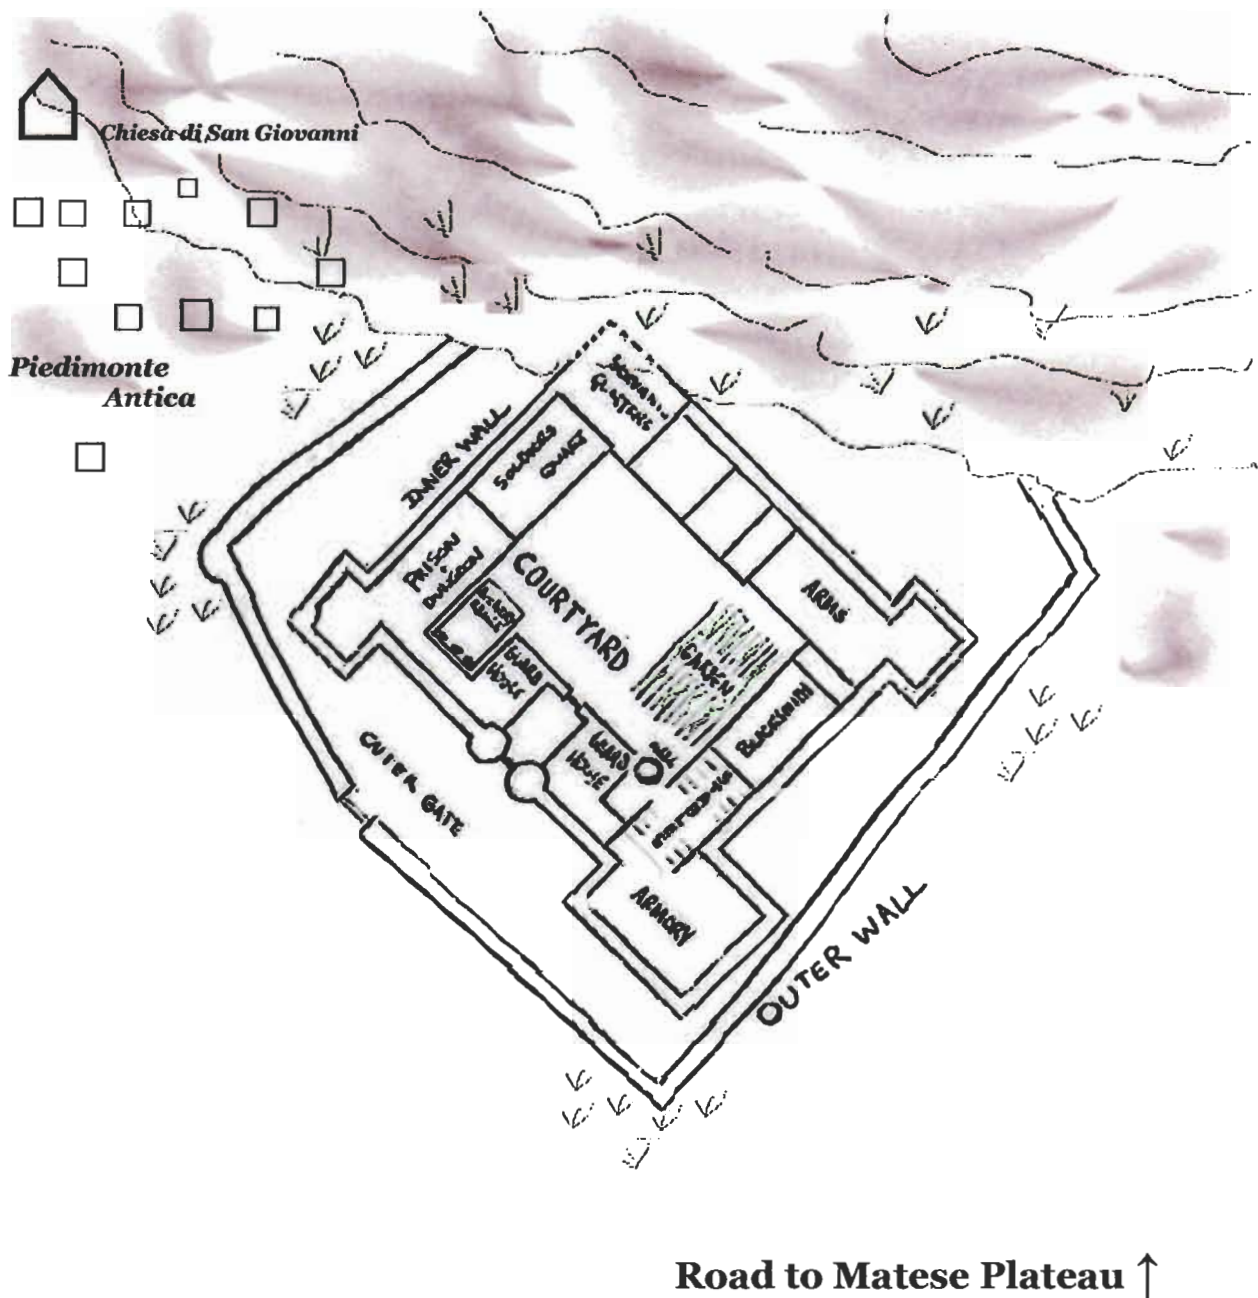 Chiesa di San Giovanni
Piedimonte
Antica
INNER WALL
SERVANTS
QUARTERS
SOLDIERS
QUART
PRISON
&
DUNGEON
COURTYARD
ARMS
GARDEN
GUARD
HOUSE
GUARD
HOUSE
BLACKSMITH
OUTER GATE
ARMORY
OUTER WALL
Road to Matese Plateau ↑